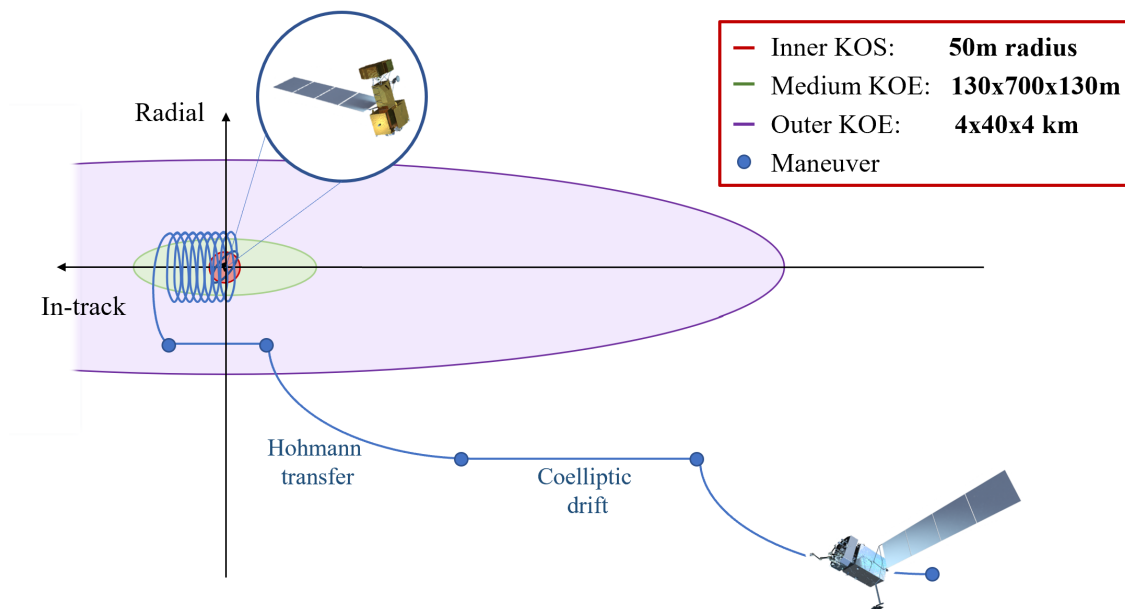 Radial
In-track
Hohmann
transfer
Coelliptic
drift
Inner KOS: 50m radius
Medium KOE: 130x700x130m
Outer KOE: 4x40x4 km
Maneuver